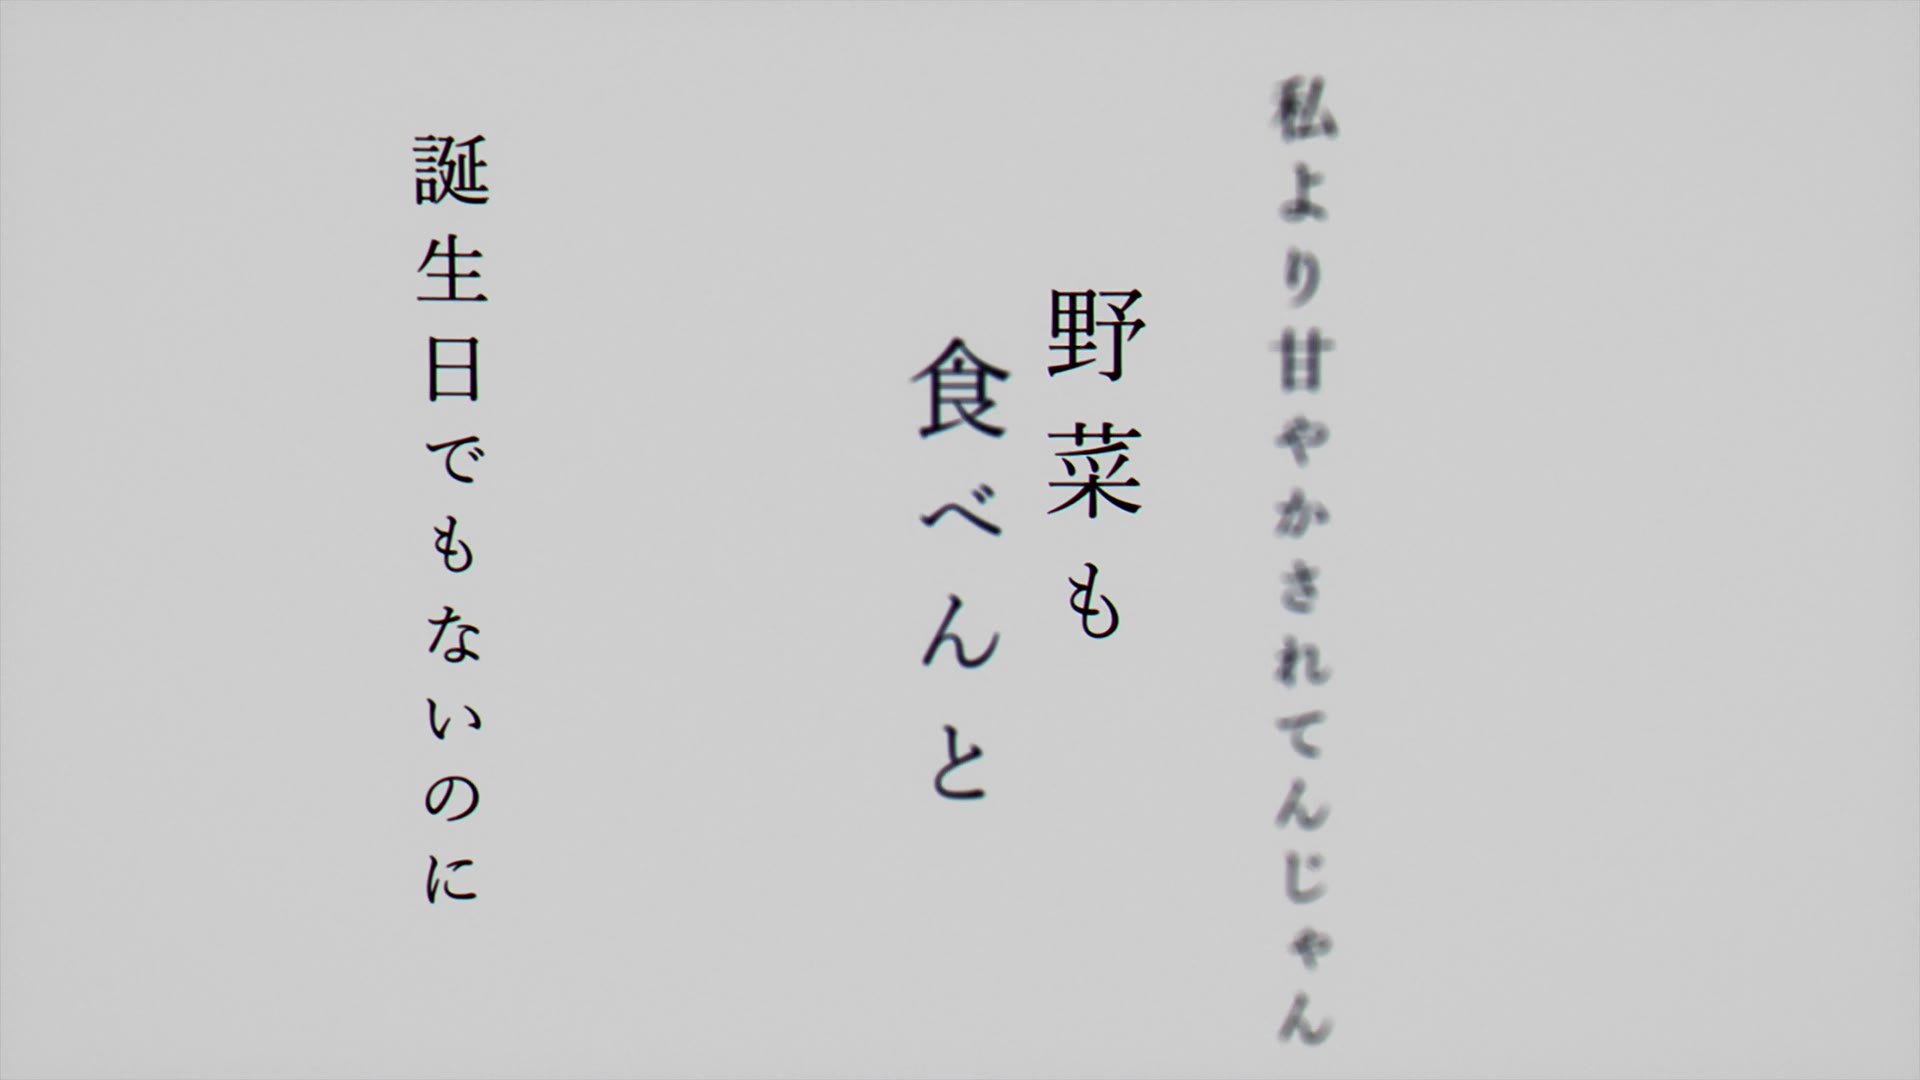 私より甘やかされてんじゃん
野菜も
食べんと
誕生日でもないのに